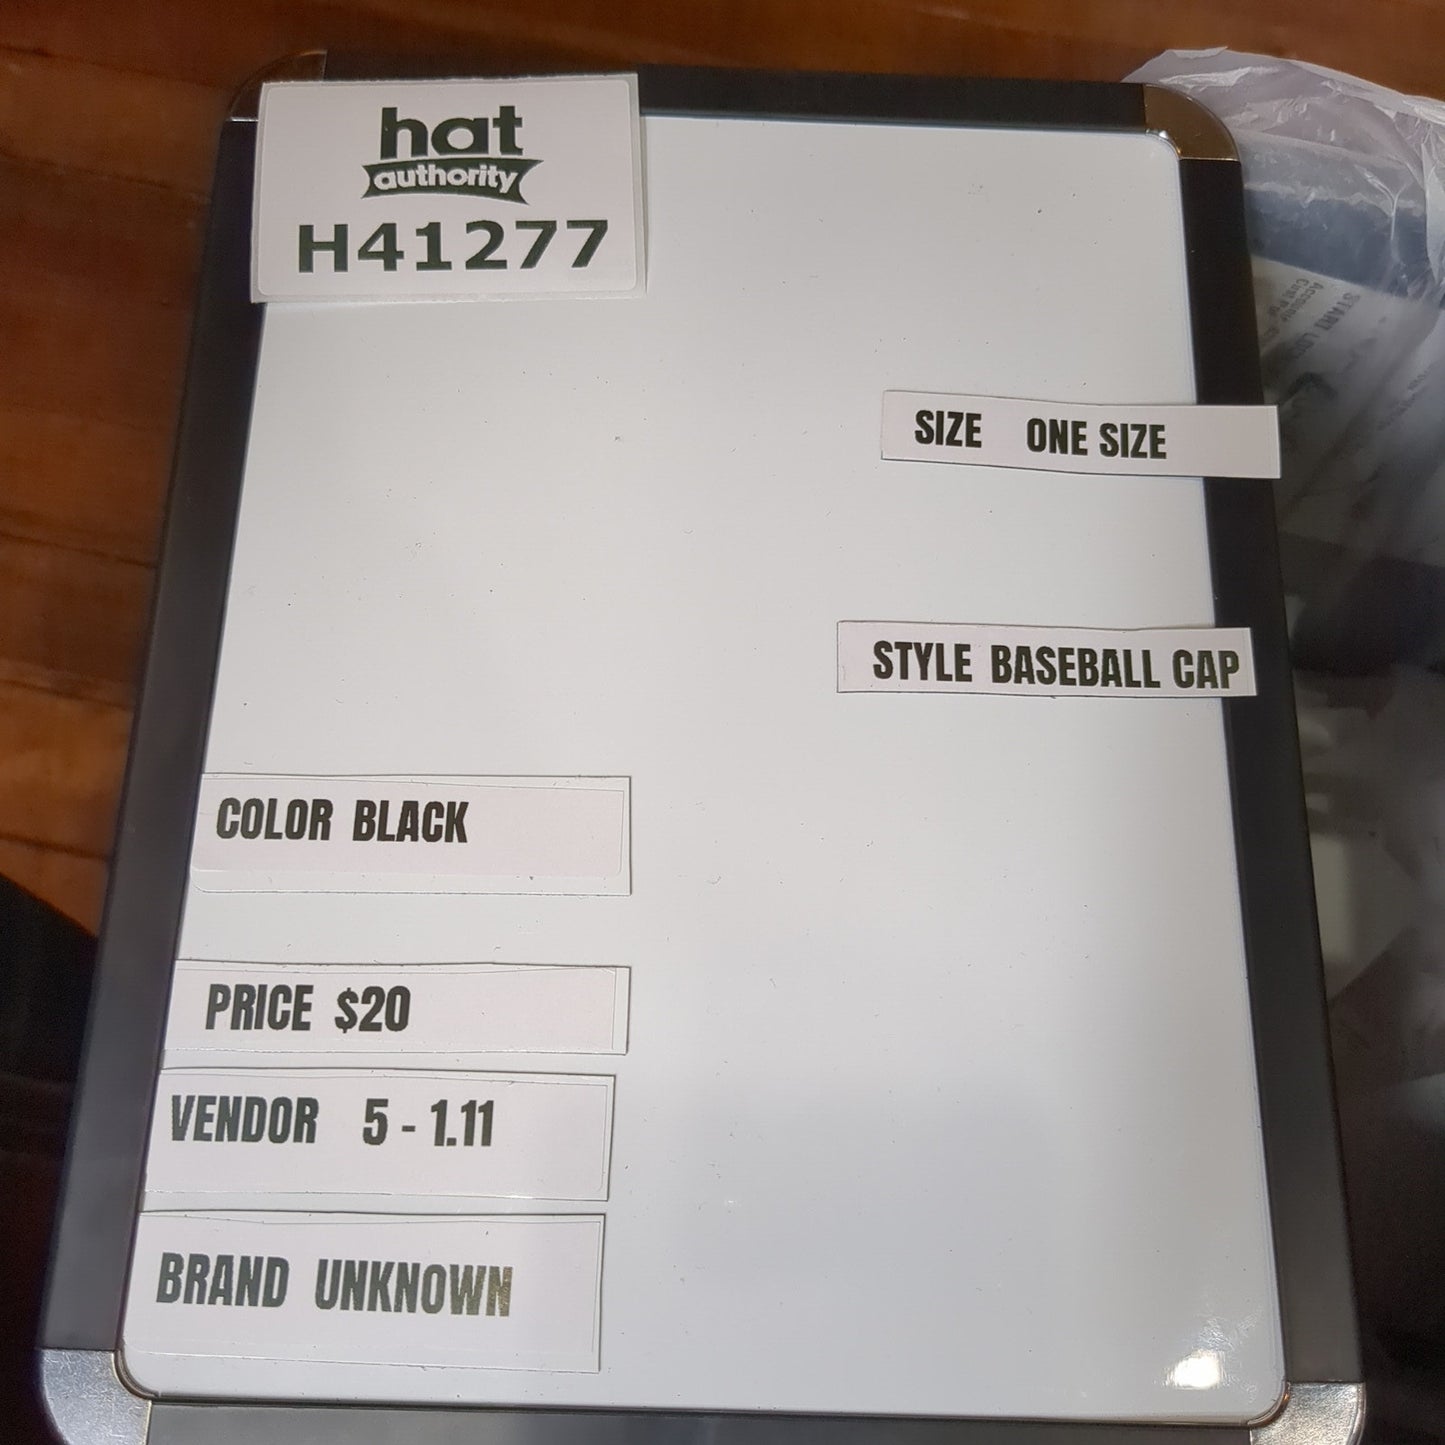 hat
authority
H41277
SIZE ONE SIZE
STYLE BASEBALL CAP
COLOR BLACK
PRICE $20
VENDOR 5 - 1.11
BRAND UNKNOWN
START